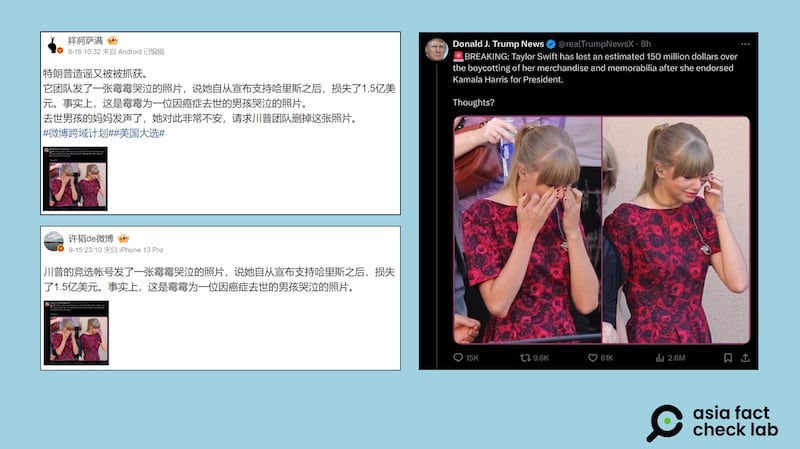 萨满
9-16 10:32 来自 Android 已编辑
特朗普造谣又被被抓获。
它团队发了一张霉霉哭泣的照片，说她自从宣布支持哈里斯之后，损失了1.5亿
美元。事实上，这是霉霉为一位因癌症去世的男孩哭泣的照片。
去世男孩的妈妈发声了，她对此非常不安，请求川普团队删掉这张照片。
#微博跨域计划##美国大选#
许韬de微博
9-15 23:10 来自 iPhone 13 Pro
川普的竞选帐号发了一张霉霉哭泣的照片，说她自从宣布支持哈里斯之后，损失
了1.5亿美元。事实上，这是霉霉为一位因癌症去世的男孩哭泣的照片。
Donald J. Trump News @realTrumpNewsX · 8h
🚨BREAKING: Taylor Swift has lost an estimated 150 million dollars over
the boycotting of her merchandise and memorabilia after she endorsed
Kamala Harris for President.
Thoughts?
15K 9.6K 61K 2.6M
asia fact
check lab